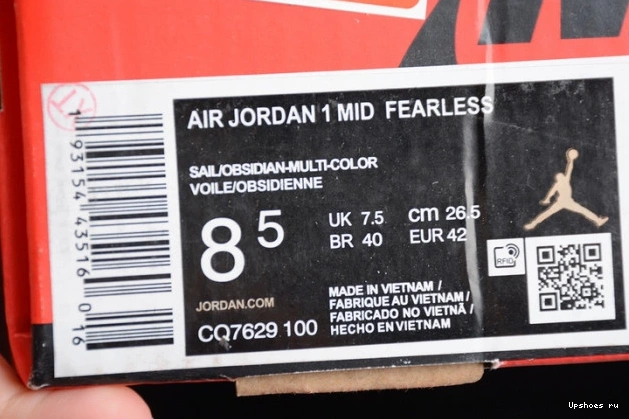 AIR JORDAN 1 MID FEARLESS
SAIL/OBSIDIAN-MULTI-COLOR
VOILE/OBSIDIENNE
8 5
UK 7.5 cm 26.5
BR 40 EUR 42
RFID
MADE IN VIETNAM /
FABRIQUE AU VIETNAM /
FABRICADO NO VIETNÃ /
HECHO EN VIETNAM
JORDAN.COM
CQ7629 100
1 93154 43516 0 16
Upshoes ru